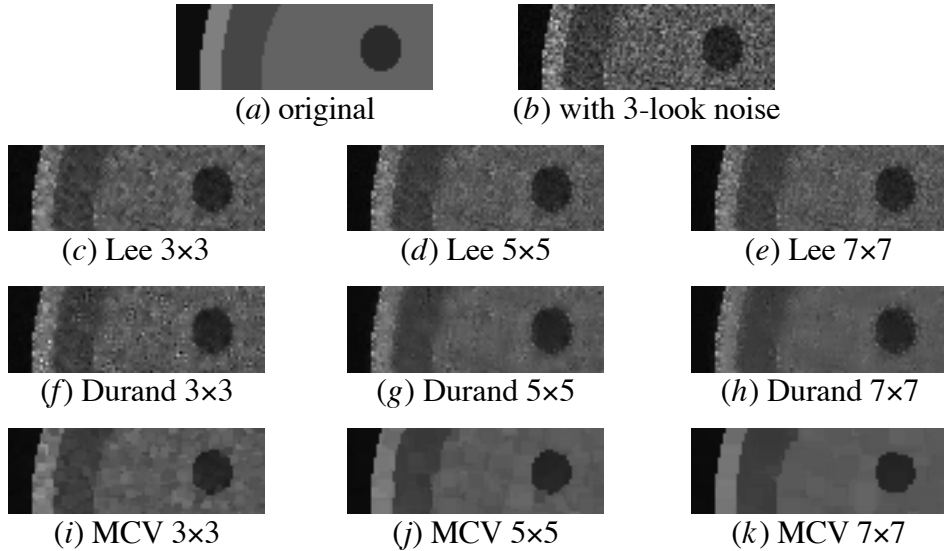 (a) original
(b) with 3-look noise
(c) Lee 3×3
(d) Lee 5×5
(e) Lee 7×7
(f) Durand 3×3
(g) Durand 5×5
(h) Durand 7×7
(i) MCV 3×3
(j) MCV 5×5
(k) MCV 7×7